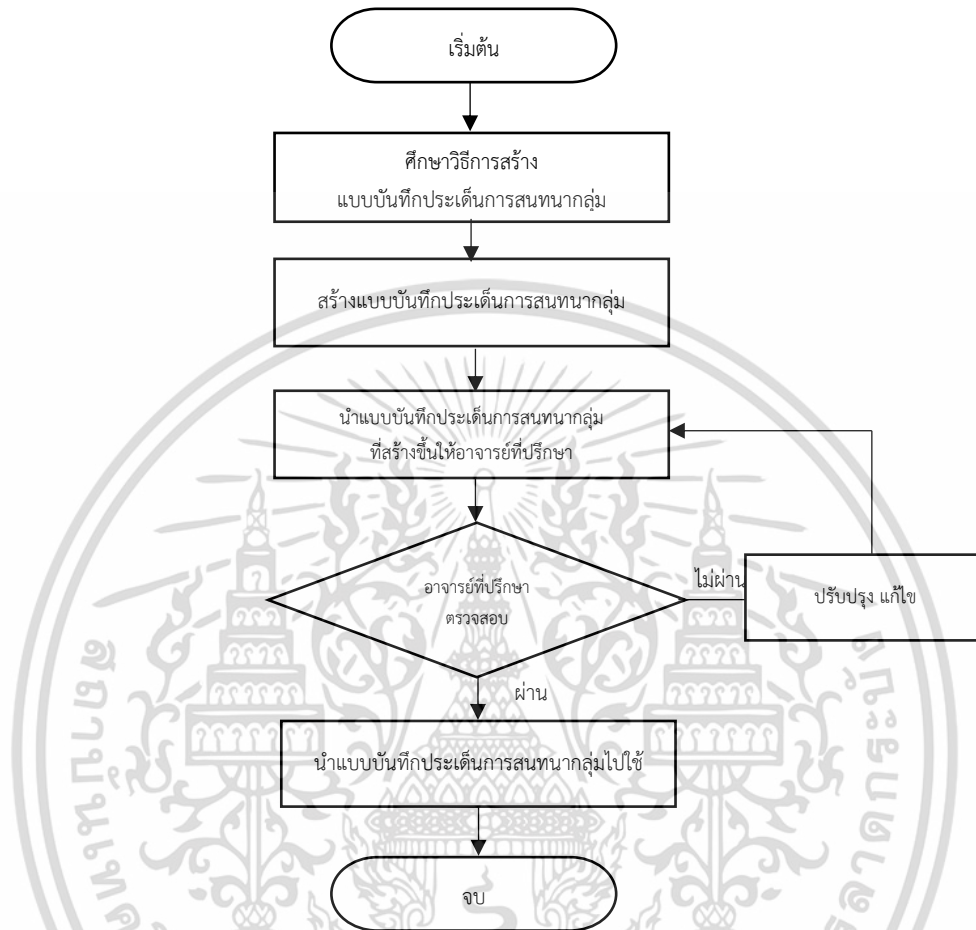 เริ่มต้น
ศึกษาวิธีการสร้าง
แบบบันทึกประเด็นการสนทนากลุ่ม
สร้างแบบบันทึกประเด็นการสนทนากลุ่ม
นำแบบบันทึกประเด็นการสนทนากลุ่ม
ที่สร้างขึ้นให้อาจารย์ที่ปรึกษา
อาจารย์ที่ปรึกษา
ตรวจสอบ
ไม่ผ่าน
ปรับปรุง แก้ไข
ผ่าน
นำแบบบันทึกประเด็นการสนทนากลุ่มไปใช้
จบ